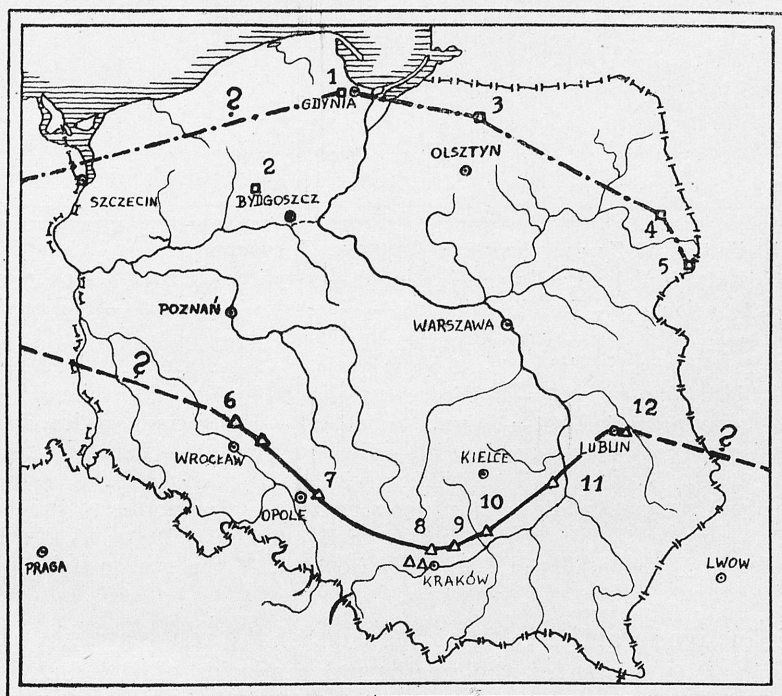 ?
1
GDYNIA
3
2
OLSZTYN
SZCZECIN
BYDGOSZCZ
4
5
POZNAŃ
WARSZAWA
?
6
12
?
WROCŁAW
KIELCE
LUBLIN
7
OPOLE
11
10
8
9
PRAGA
KRAKÓW
LWOW